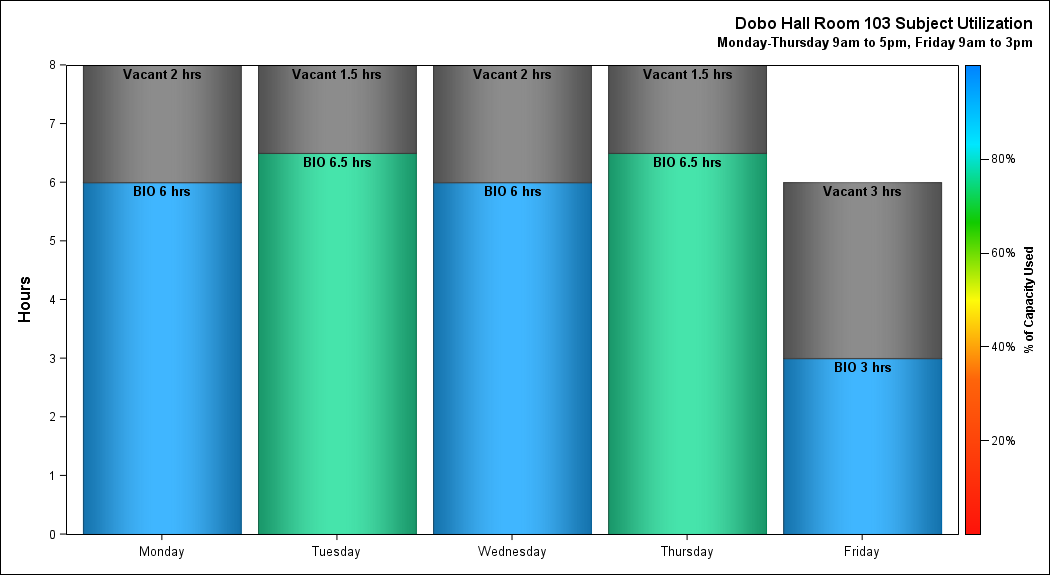 Dobo Hall Room 103 Subject Utilization
Monday-Thursday 9am to 5pm, Friday 9am to 3pm
Hours
8
7
6
5
4
3
2
1
0
Vacant 2 hrs
BIO 6 hrs
Vacant 1.5 hrs
BIO 6.5 hrs
Vacant 2 hrs
BIO 6 hrs
Vacant 1.5 hrs
BIO 6.5 hrs
Vacant 3 hrs
BIO 3 hrs
Monday
Tuesday
Wednesday
Thursday
Friday
80%
60%
40%
20%
% of Capacity Used